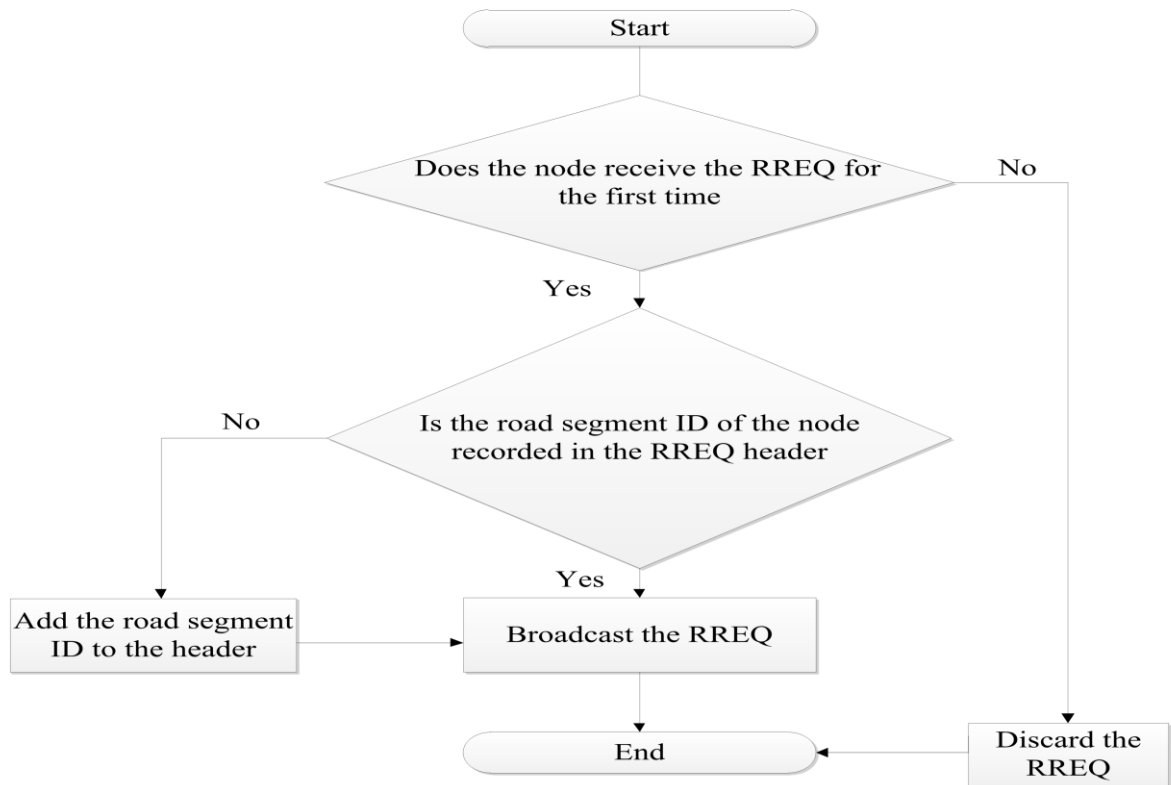 Start
Does the node receive the RREQ for
the first time
No
Yes
Is the road segment ID of the node
recorded in the RREQ header
No
Yes
Add the road segment
ID to the header
Broadcast the RREQ
End
Discard the
RREQ